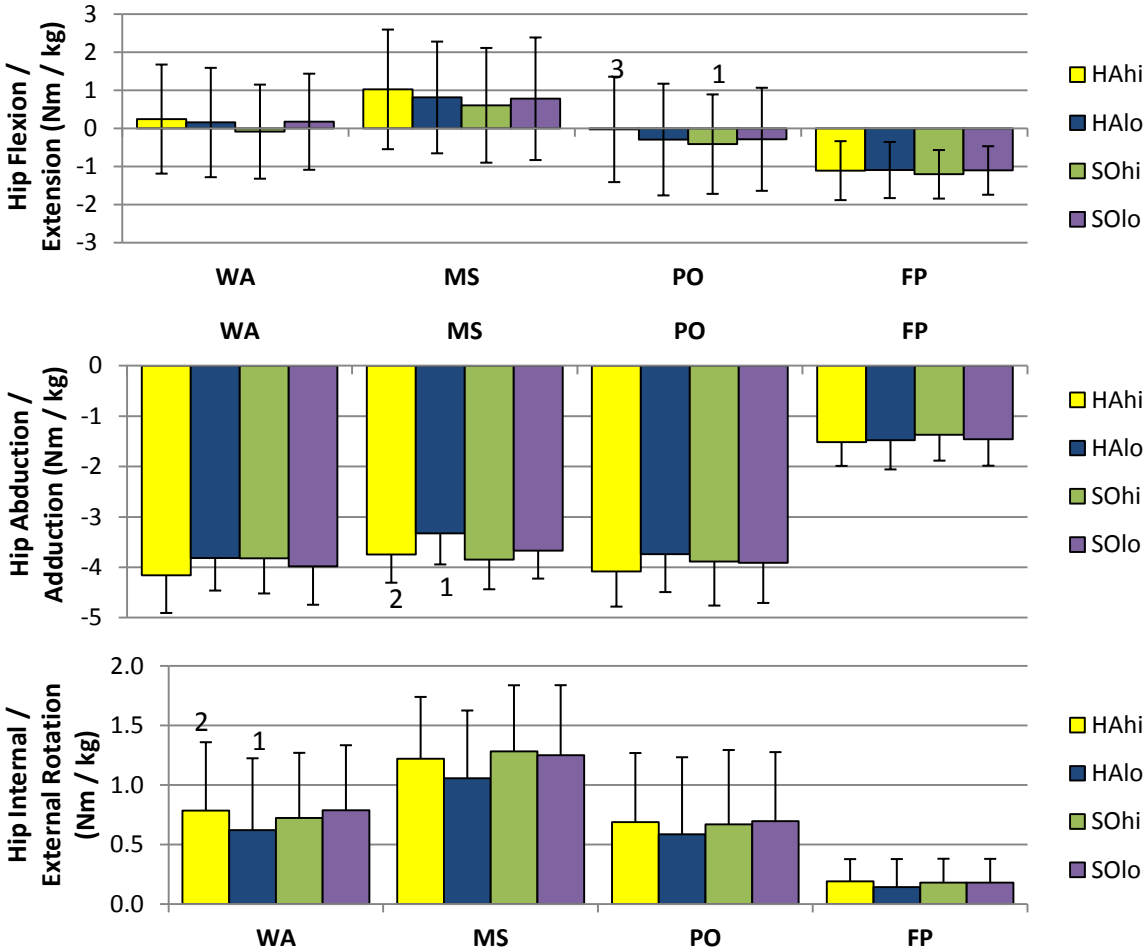 Hip Flexion /
Extension (Nm / kg)
3
2
1
0
-1
-2
-3
3
1
WA
MS
PO
FP
HAhi
HAlo
SOhi
SOlo
Hip Abduction /
Adduction (Nm / kg)
WA
MS
PO
FP
0
-1
-2
-3
-4
-5
2
1
HAhi
HAlo
SOhi
SOlo
Hip Internal /
External Rotation
(Nm / kg)
2.0
1.5
1.0
0.5
0.0
2
1
WA
MS
PO
FP
HAhi
HAlo
SOhi
SOlo